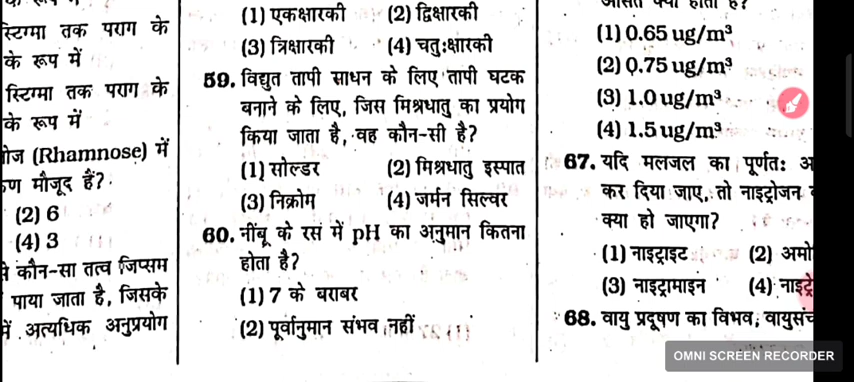 स्टिग्मा तक पराग के
के रूप में
स्टिग्मा तक पराग के
के रूप में
(Rhamnose) में
मौजूद हैं?
(2) 6
(4) 3
कौन-सा तत्व जिप्सम
पाया जाता है, जिसके
अत्यधिक अनुप्रयोग
(1) एकक्षारकी (2) द्विक्षारकी
(3) त्रिक्षारकी (4) चतुःक्षारकी
59. विद्युत तापी साधन के लिए तापी घटक
बनाने के लिए, जिस मिश्रधातु का प्रयोग
किया जाता है, वह कौन-सी है?
(1) सोल्डर (2) मिश्रधातु इस्पात
(3) निक्रोम (4) जर्मन सिल्वर
60. नींबू के रस में pH का अनुमान कितना
होता है?
(1) 7 के बराबर
(2) पूर्वानुमान संभव नहीं
(1) 0.65 ug/m³
(2) 0.75 ug/m³
(3) 1.0 ug/m³
(4) 1.5 ug/m³
67. यदि मलजल का पूर्णतः
कर दिया जाए, तो नाइट्रोजन
क्या हो जाएगा?
(1) नाइट्राइट (2) अमो
(3) नाइट्रामाइन (4) नाइट्रे
68. वायु प्रदूषण का विभव, वायुसंच
OMNI SCREEN RECORDER